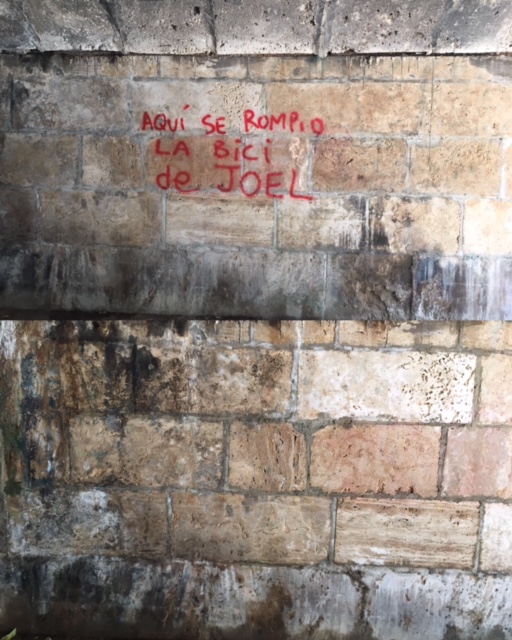 AQUÍ SE ROMPIO
LA BiCi
de JOEL